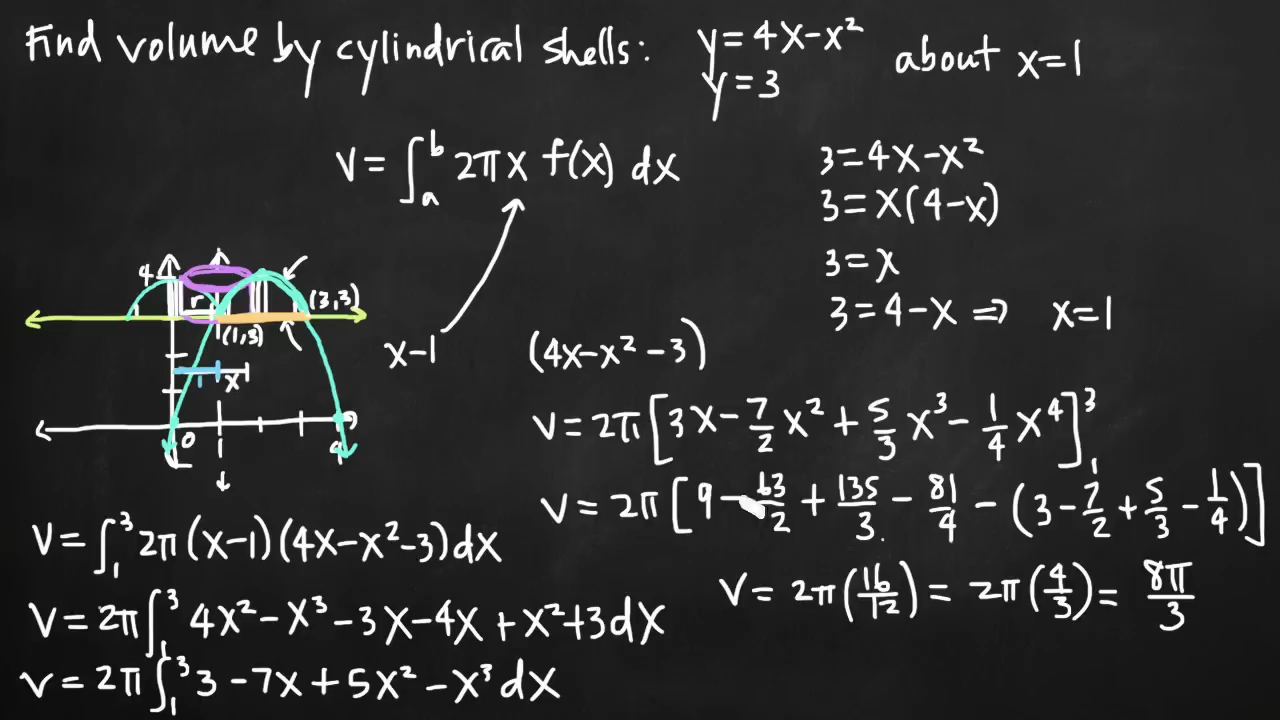 Find volume by cylindrical shells: y=4x-x² about x=1
y=3
V=∫ₐᵇ 2πx f(x) dx
3=4x-x²
3=x(4-x)
3=x
3=4-x ⇒ x=1
4
r
(3,3)
(1,3)
1
x
0
1
4
x-1
(4x-x²-3)
V=2π[3x-7/2 x²+5/3 x³-1/4 x⁴]₁³
V=2π[9-63/2+135/3-81/4-(3-7/2+5/3-1/4)]
V=2π(16/12)=2π(4/3)=8π/3
V=∫₁³ 2π(x-1)(4x-x²-3)dx
V=2π∫₁³ 4x²-x³-3x-4x+x²+3dx
V=2π∫₁³ 3-7x+5x²-x³dx